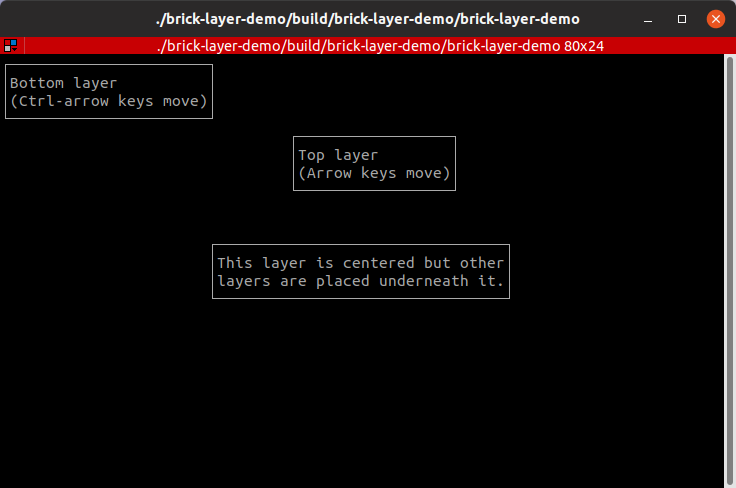 ./brick-layer-demo/build/brick-layer-demo/brick-layer-demo
./brick-layer-demo/build/brick-layer-demo/brick-layer-demo 80x24
Bottom layer
(Ctrl-arrow keys move)
Top layer
(Arrow keys move)
This layer is centered but other
layers are placed underneath it.